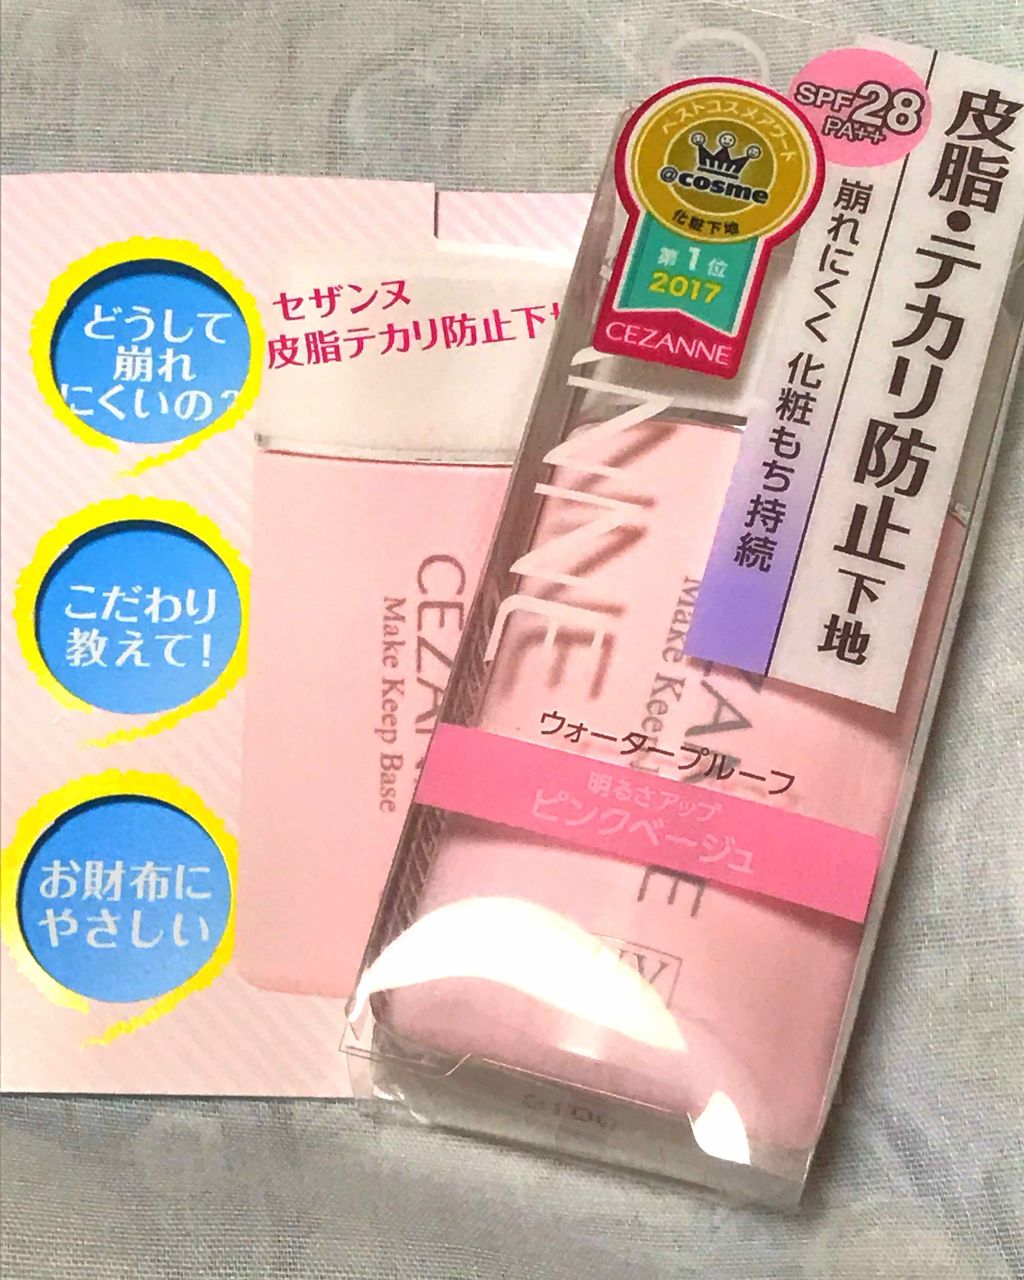 どうして
崩れ
にくいの?
こだわり
教えて!
お財布に
やさしい
セザンヌ
皮脂テカリ防止下
CEZAN
Make Keep Base
ベストコスメアワード
@cosme
化粧下地
第1位
2017
CEZANNE
SPF28
PA++
皮脂・テカリ防止下地
崩れにくく 化粧もち持続
NNE
Make Keep
ウォータープルーフ
明るさアップ
ピンクベージュ
UV